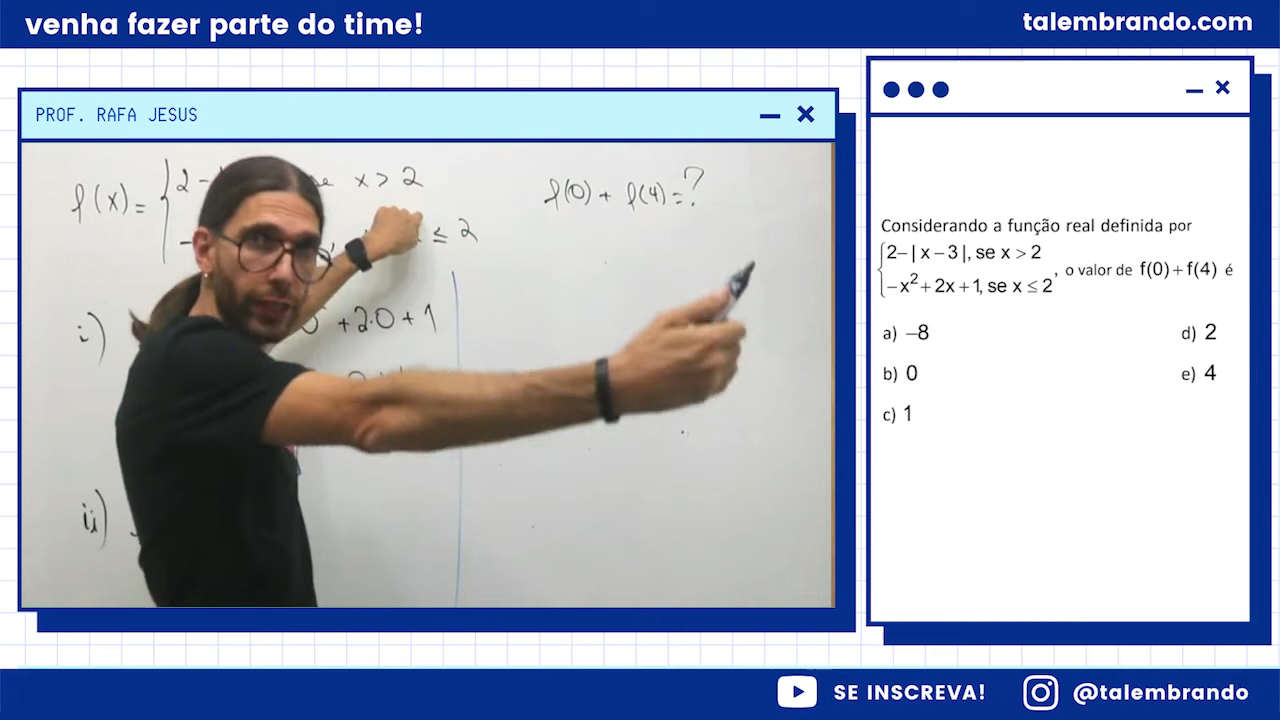 venha fazer parte do time!
talembrando.com
PROF. RAFA JESUS
f(x) = { 2 - se x > 2
- ≤ 2
f(0) + f(4) = ?
i) + 2·0 + 1
ii)
Considerando a função real definida por
{ 2 – | x – 3 |, se x > 2
–x² + 2x + 1, se x ≤ 2 , o valor de f(0) + f(4) é
a) –8
d) 2
b) 0
e) 4
c) 1
SE INSCREVA!
@talembrando